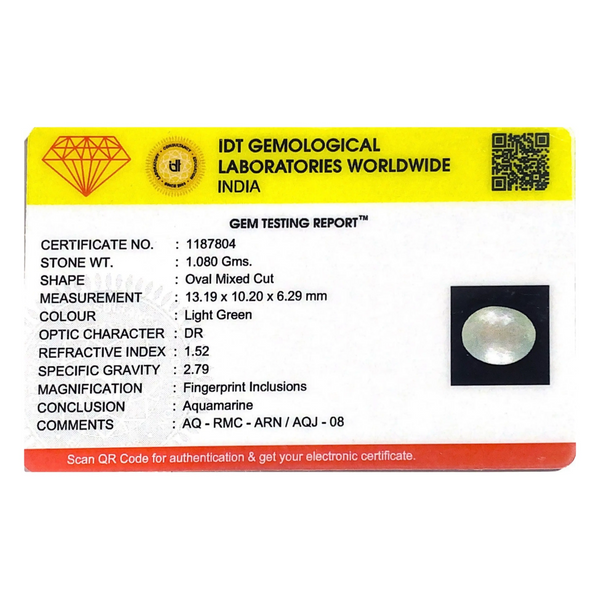 IDT GEMOLOGICAL
LABORATORIES WORLDWIDE
INDIA
idt
GEM TESTING REPORT™
CERTIFICATE NO. : 1187804
STONE WT. : 1.080 Gms.
SHAPE : Oval Mixed Cut
MEASUREMENT : 13.19 x 10.20 x 6.29 mm
COLOUR : Light Green
OPTIC CHARACTER : DR
REFRACTIVE INDEX : 1.52
SPECIFIC GRAVITY : 2.79
MAGNIFICATION : Fingerprint Inclusions
CONCLUSION : Aquamarine
COMMENTS : AQ - RMC - ARN / AQJ - 08
Scan QR Code for authentication & get your electronic certificate.